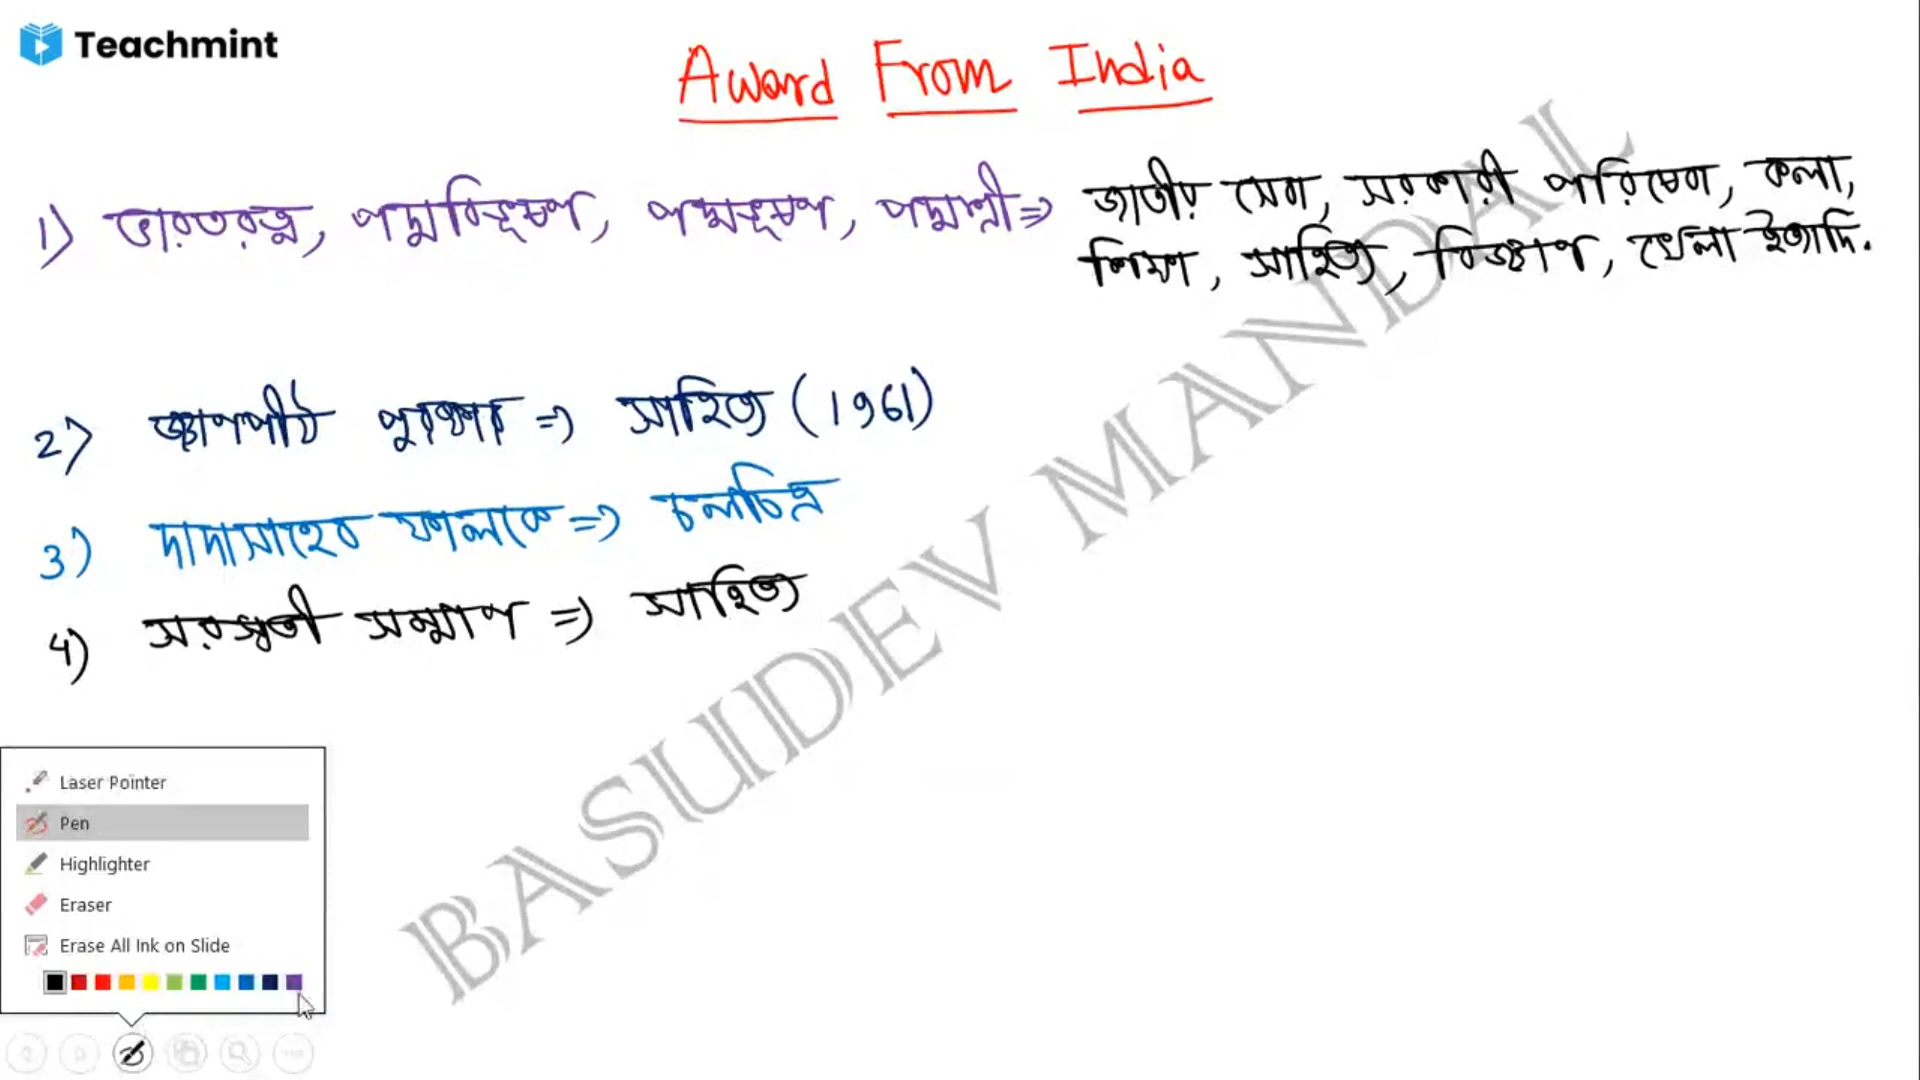 Teachmint
Award From India
1) ভারতরত্ন, পদ্মবিভূষণ, পদ্মভূষণ, পদ্মশ্রী => জাতীয় সেবা, সরকারী পরিষেবা, কলা,
শিক্ষা, সাহিত্য, বিজ্ঞাণ, খেলা ইত্যাদি.
2) জ্ঞাণপীঠ পুরস্কার => সাহিত্য (1961)
3) দাদাসাহেব ফালকে => চলচিত্র
4) সরস্বতী সম্মাণ => সাহিত্য
BASUDEV MANDAL
Laser Pointer
Pen
Highlighter
Eraser
Erase All Ink on Slide